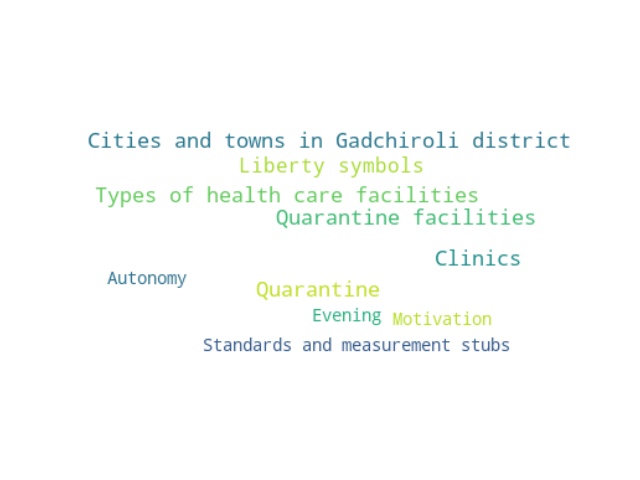 Cities and towns in Gadchiroli district
Liberty symbols
Types of health care facilities
Quarantine facilities
Clinics
Autonomy
Quarantine
Evening
Motivation
Standards and measurement stubs